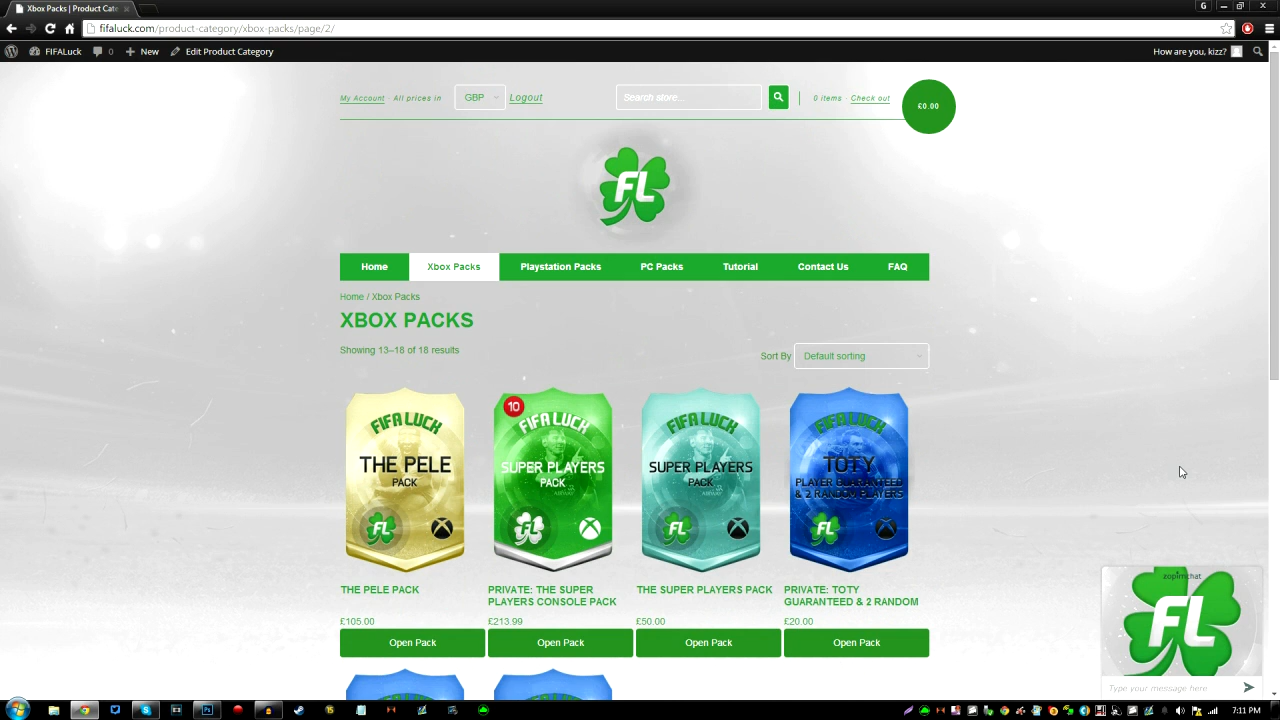 Xbox Packs | Product Cate
G
fifaluck.com/product-category/xbox-packs/page/2/
FIFALuck 0 New Edit Product Category How are you, kizz?
My Account · All prices in GBP Logout Search store... 0 items · Check out £0.00
FL
Home Xbox Packs Playstation Packs PC Packs Tutorial Contact Us FAQ
Home / Xbox Packs
XBOX PACKS
Showing 13–18 of 18 results
Sort By Default sorting
FIFA LUCK
THE PELE
PACK
FL
10
FIFA LUCK
SUPER PLAYERS
PACK
FL
FIFA LUCK
SUPER PLAYERS
PACK
FL
FIFA LUCK
TOTY
PLAYER GUARANTEED
& 2 RANDOM PLAYERS
FL
THE PELE PACK
£105.00
Open Pack
PRIVATE: THE SUPER
PLAYERS CONSOLE PACK
£213.99
Open Pack
THE SUPER PLAYERS PACK
£50.00
Open Pack
PRIVATE: TOTY
GUARANTEED & 2 RANDOM
£20.00
Open Pack
zopimchat
FL
Type your message here
7:11 PM